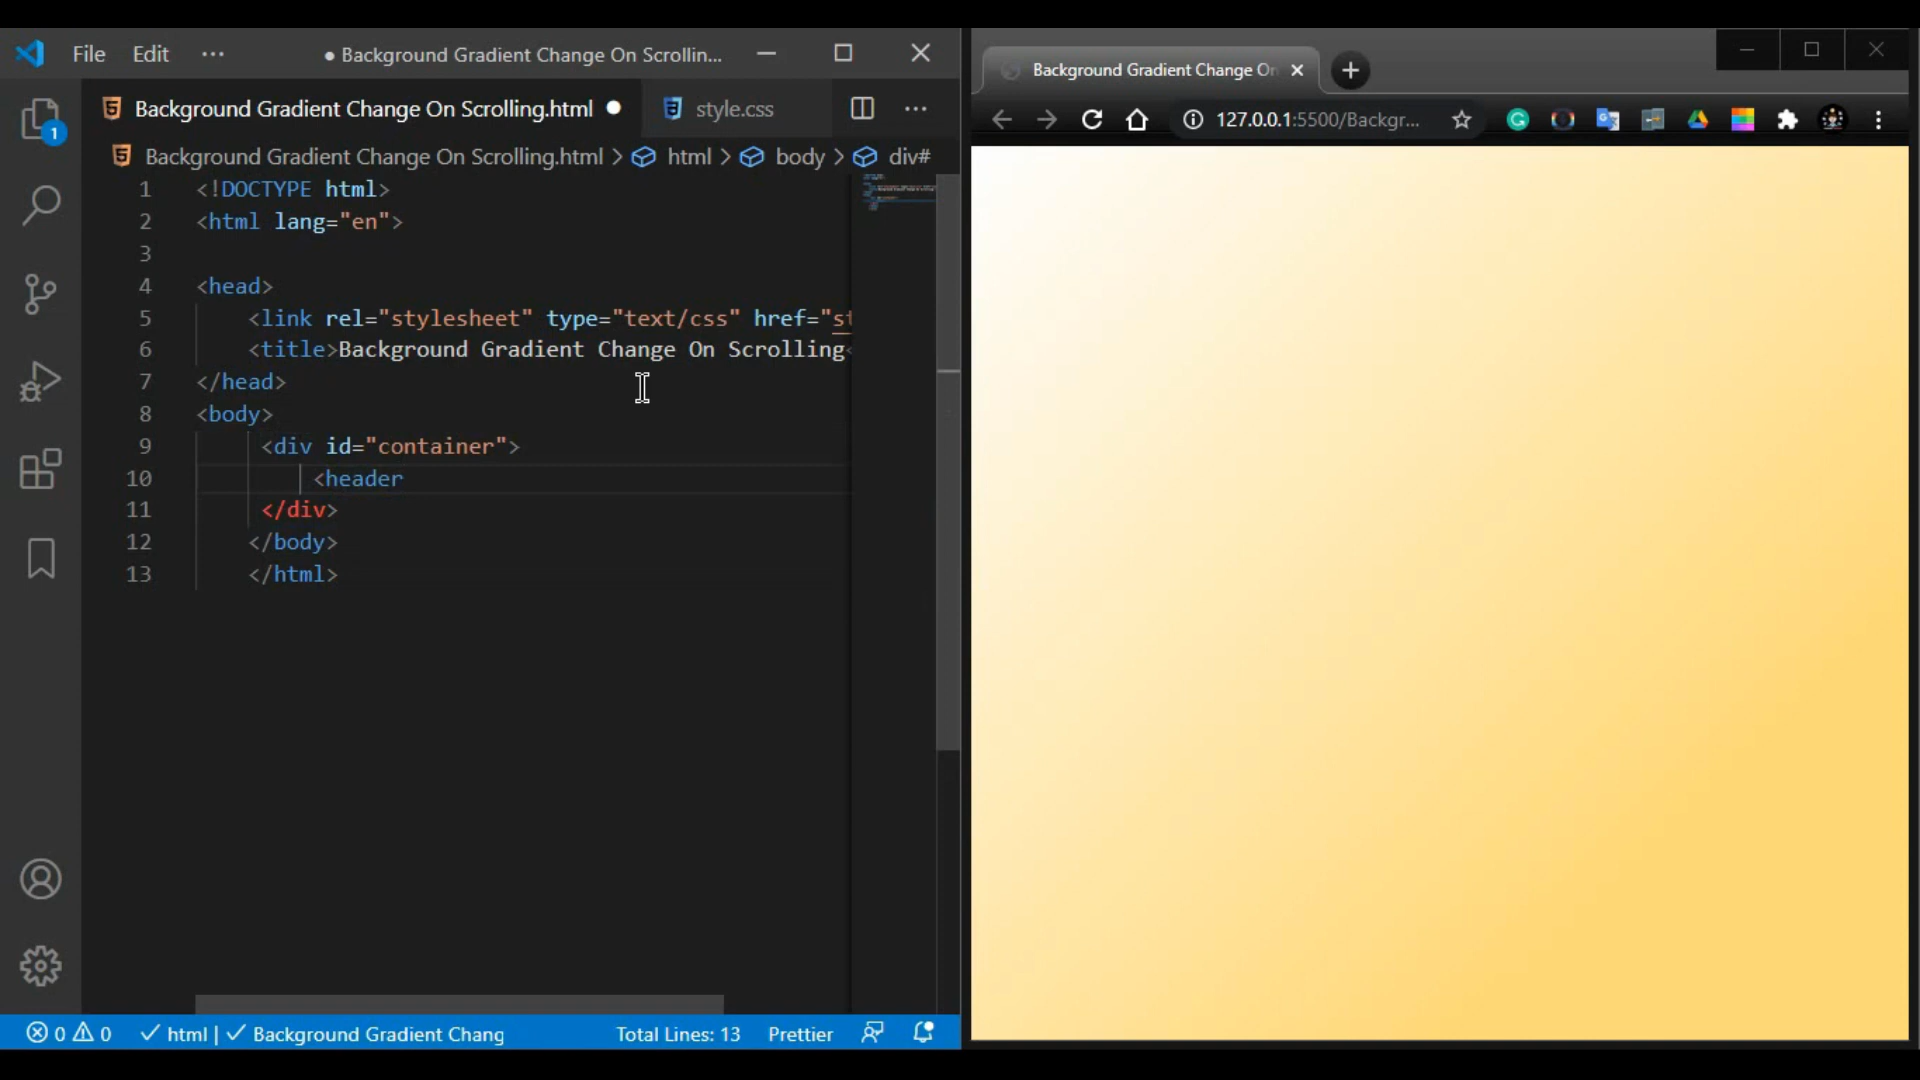 File Edit ··· ● Background Gradient Change On Scrollin...
Background Gradient Change On Scrolling.html ● style.css ···
Background Gradient Change On Scrolling.html > html > body > div#
1 <!DOCTYPE html>
2 <html lang="en">
3
4 <head>
5 <link rel="stylesheet" type="text/css" href="st
6 <title>Background Gradient Change On Scrolling<
7 </head>
8 <body>
9 <div id="container">
10 <header
11 </div>
12 </body>
13 </html>
1
0 0 html | Background Gradient Chang Total Lines: 13 Prettier
Background Gradient Change On
127.0.0.1:5500/Backgr...